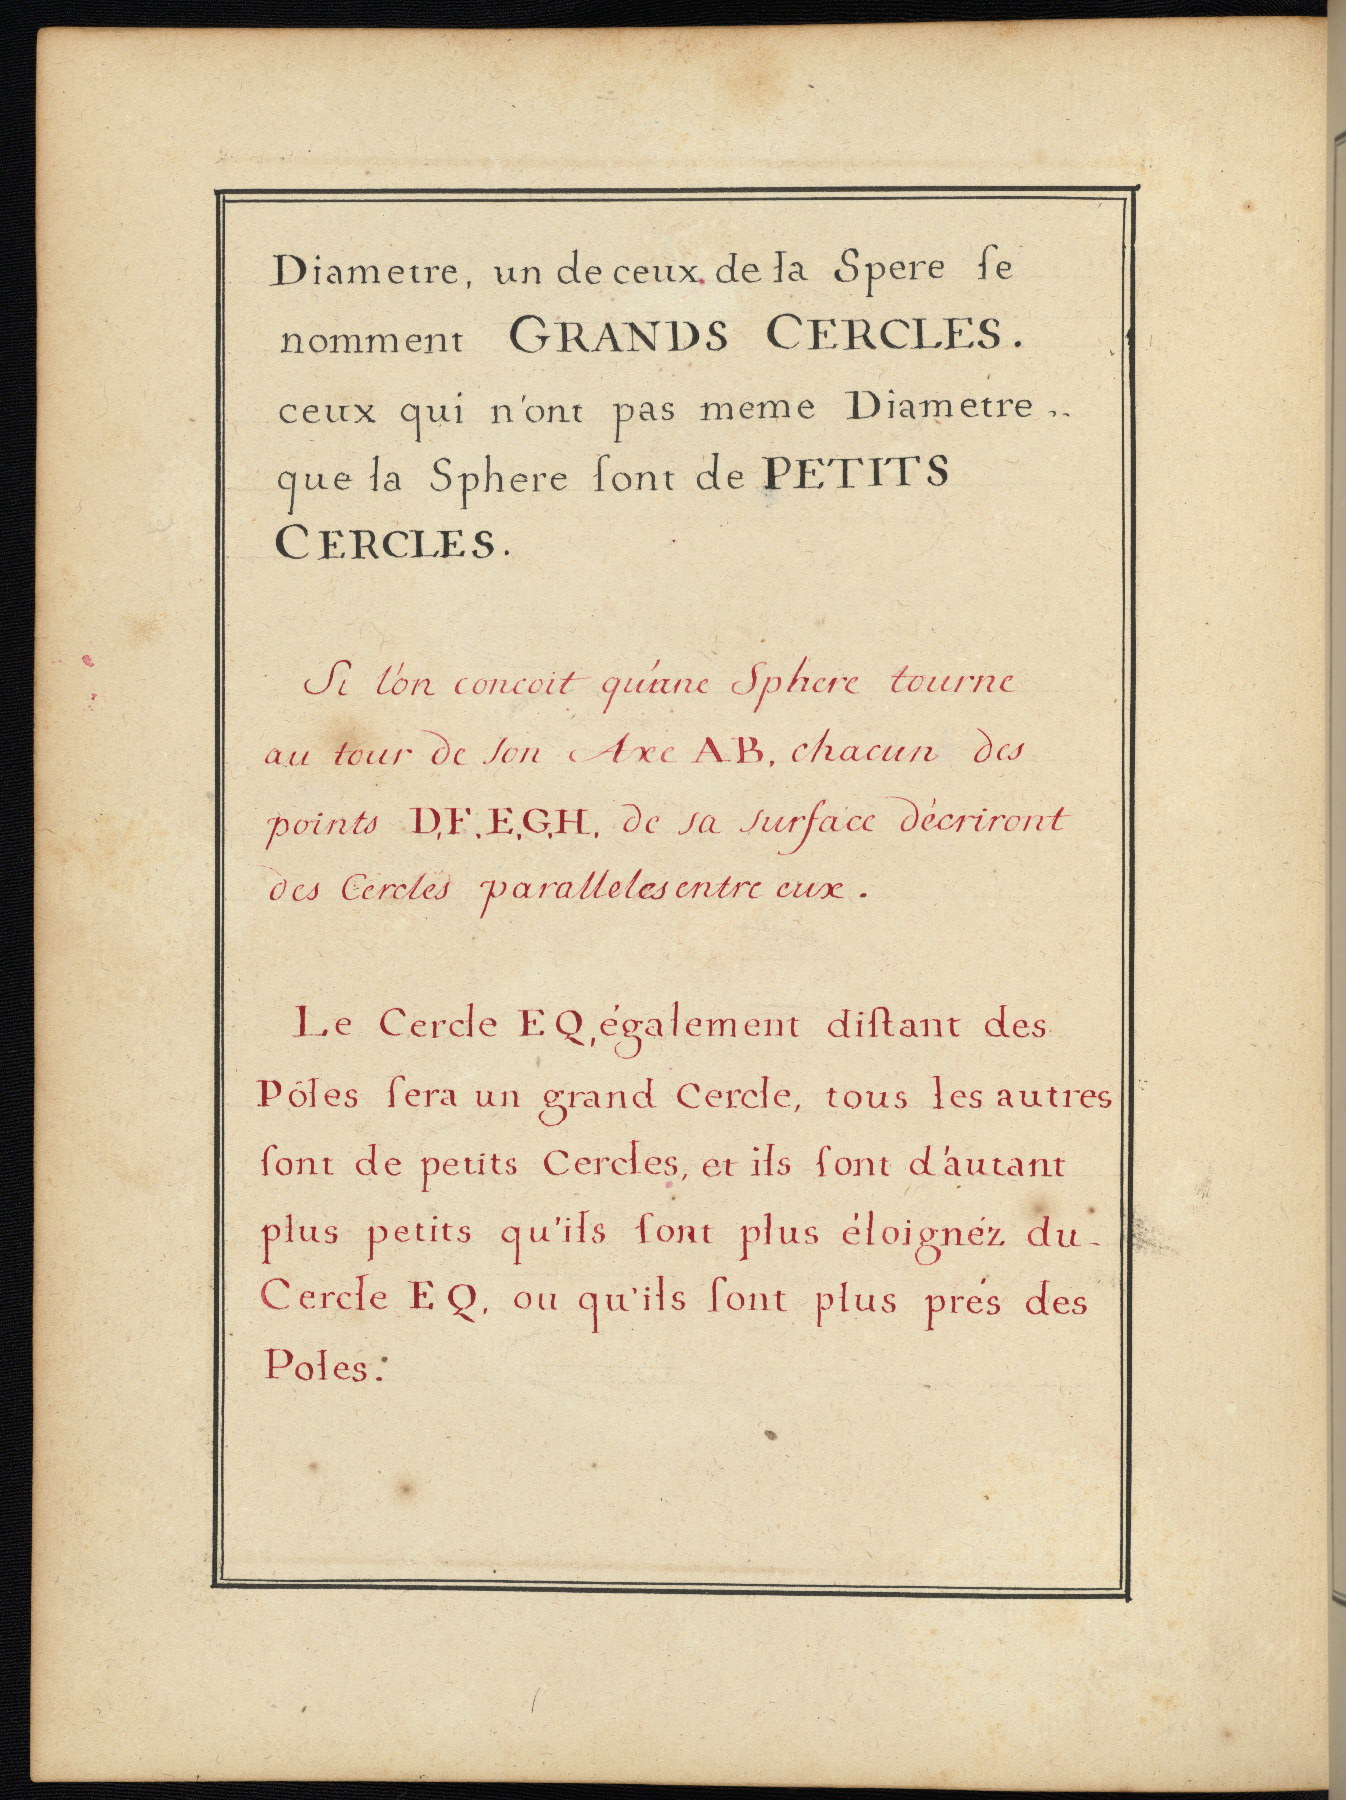 Diametre, un de ceux de la Spere ſe
nomment GRANDS CERCLES.
ceux qui n'ont pas meme Diametre ..
que la Sphere ſont de PETITS
CERCLES.
Si l'on concoit qu'une Sphere tourne
au tour de son Axe AB, chacun des
points D,F,E,G,H, de sa surface décriront
des Cercles paralleles entre eux.
Le Cercle EQ, également diſtant des
Pôles ſera un grand Cercle, tous les autres
ſont de petits Cercles, et ils ſont d'autant
plus petits qu'ils ſont plus éloignéz du-
Cercle EQ, ou qu'ils ſont plus prés des
Poles: